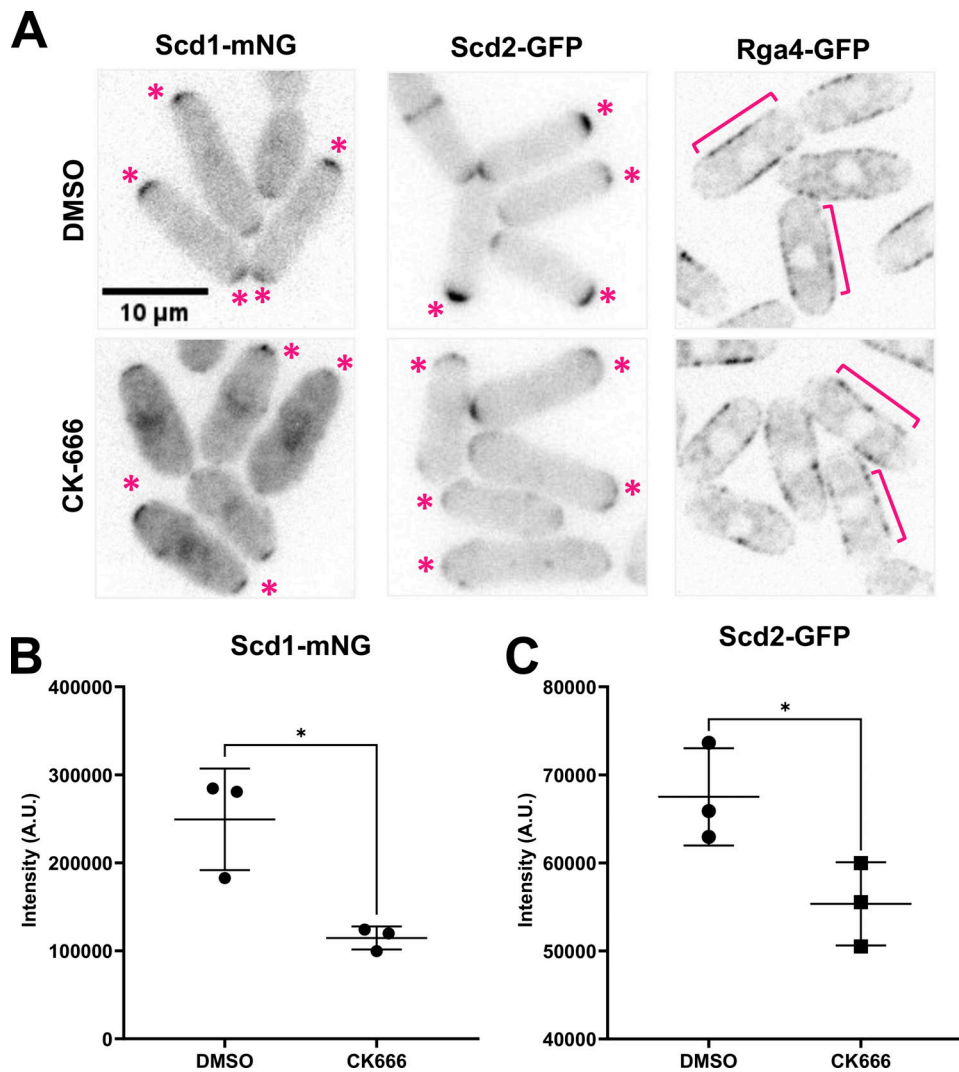 A
Scd1-mNG
Scd2-GFP
Rga4-GFP
DMSO
* * * * *
* * * *
10 µm
CK-666
* * * *
* * * * *
B
Scd1-mNG
Intensity (A.U.)
400000
300000
200000
100000
0
*
DMSO
CK666
C
Scd2-GFP
Intensity (A.U.)
80000
70000
60000
50000
40000
*
DMSO
CK666